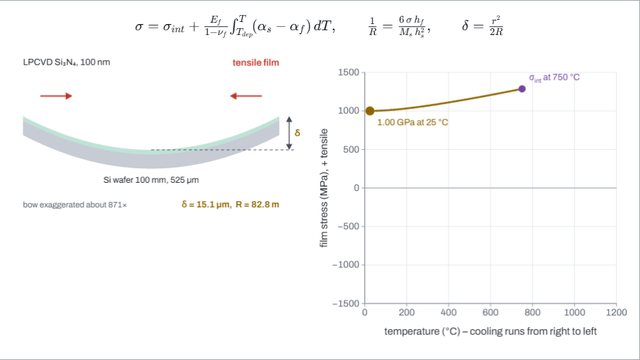 σ = σ_int + E_f/(1−ν_f) ∫_{T_dep}^{T} (α_s − α_f) dT,  1/R = 6 σ h_f / (M_s h_s²),  δ = r²/2R
LPCVD Si₃N₄, 100 nm
tensile film
δ
Si wafer 100 mm, 525 µm
bow exaggerated about 871×
δ = 15.1 µm, R = 82.8 m
film stress (MPa), + tensile
1500
1000
500
0
−500
−1000
−1500
σ_int at 750 °C
1.00 GPa at 25 °C
0 200 400 600 800 1000 1200
temperature (°C) – cooling runs from right to left